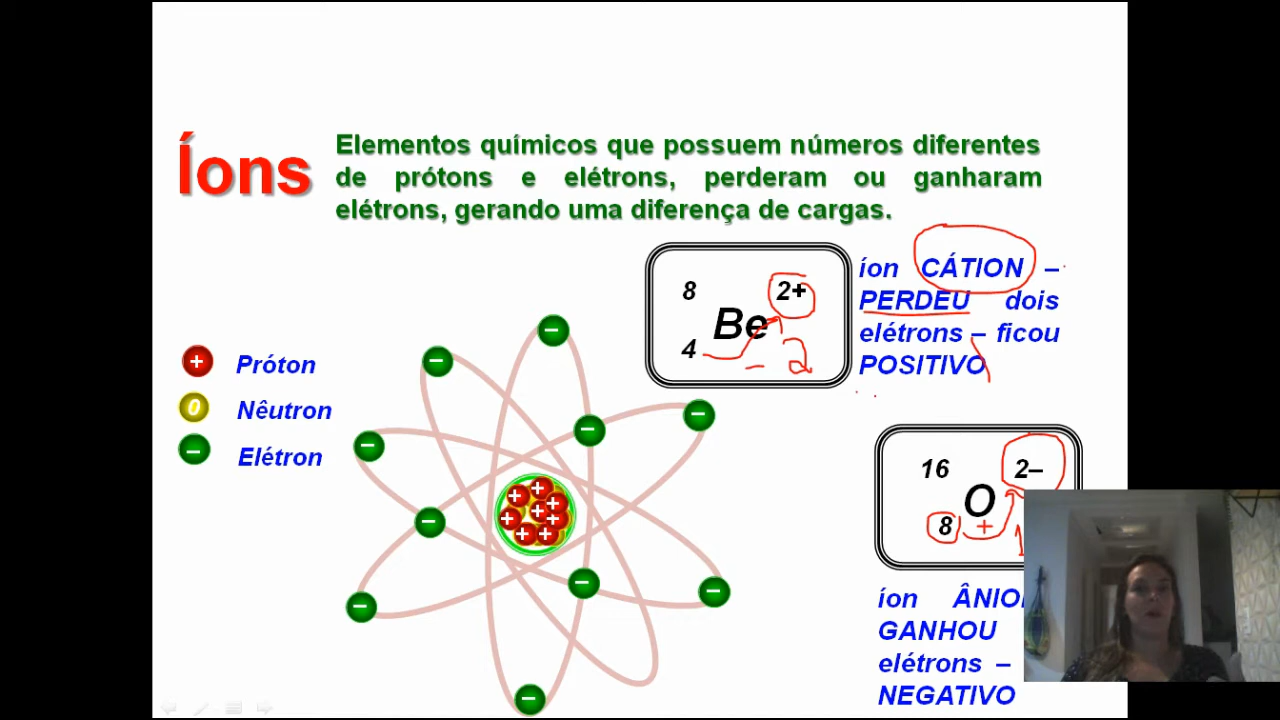 Íons
Elementos químicos que possuem números diferentes
de prótons e elétrons, perderam ou ganharam
elétrons, gerando uma diferença de cargas.
8 2+
Be
4
- 2
íon CÁTION –
PERDEU dois
elétrons – ficou
POSITIVO
+ Próton
0 Nêutron
– Elétron
16 2–
O
8 +
íon
GANHOU
elétrons –
NEGATIVO